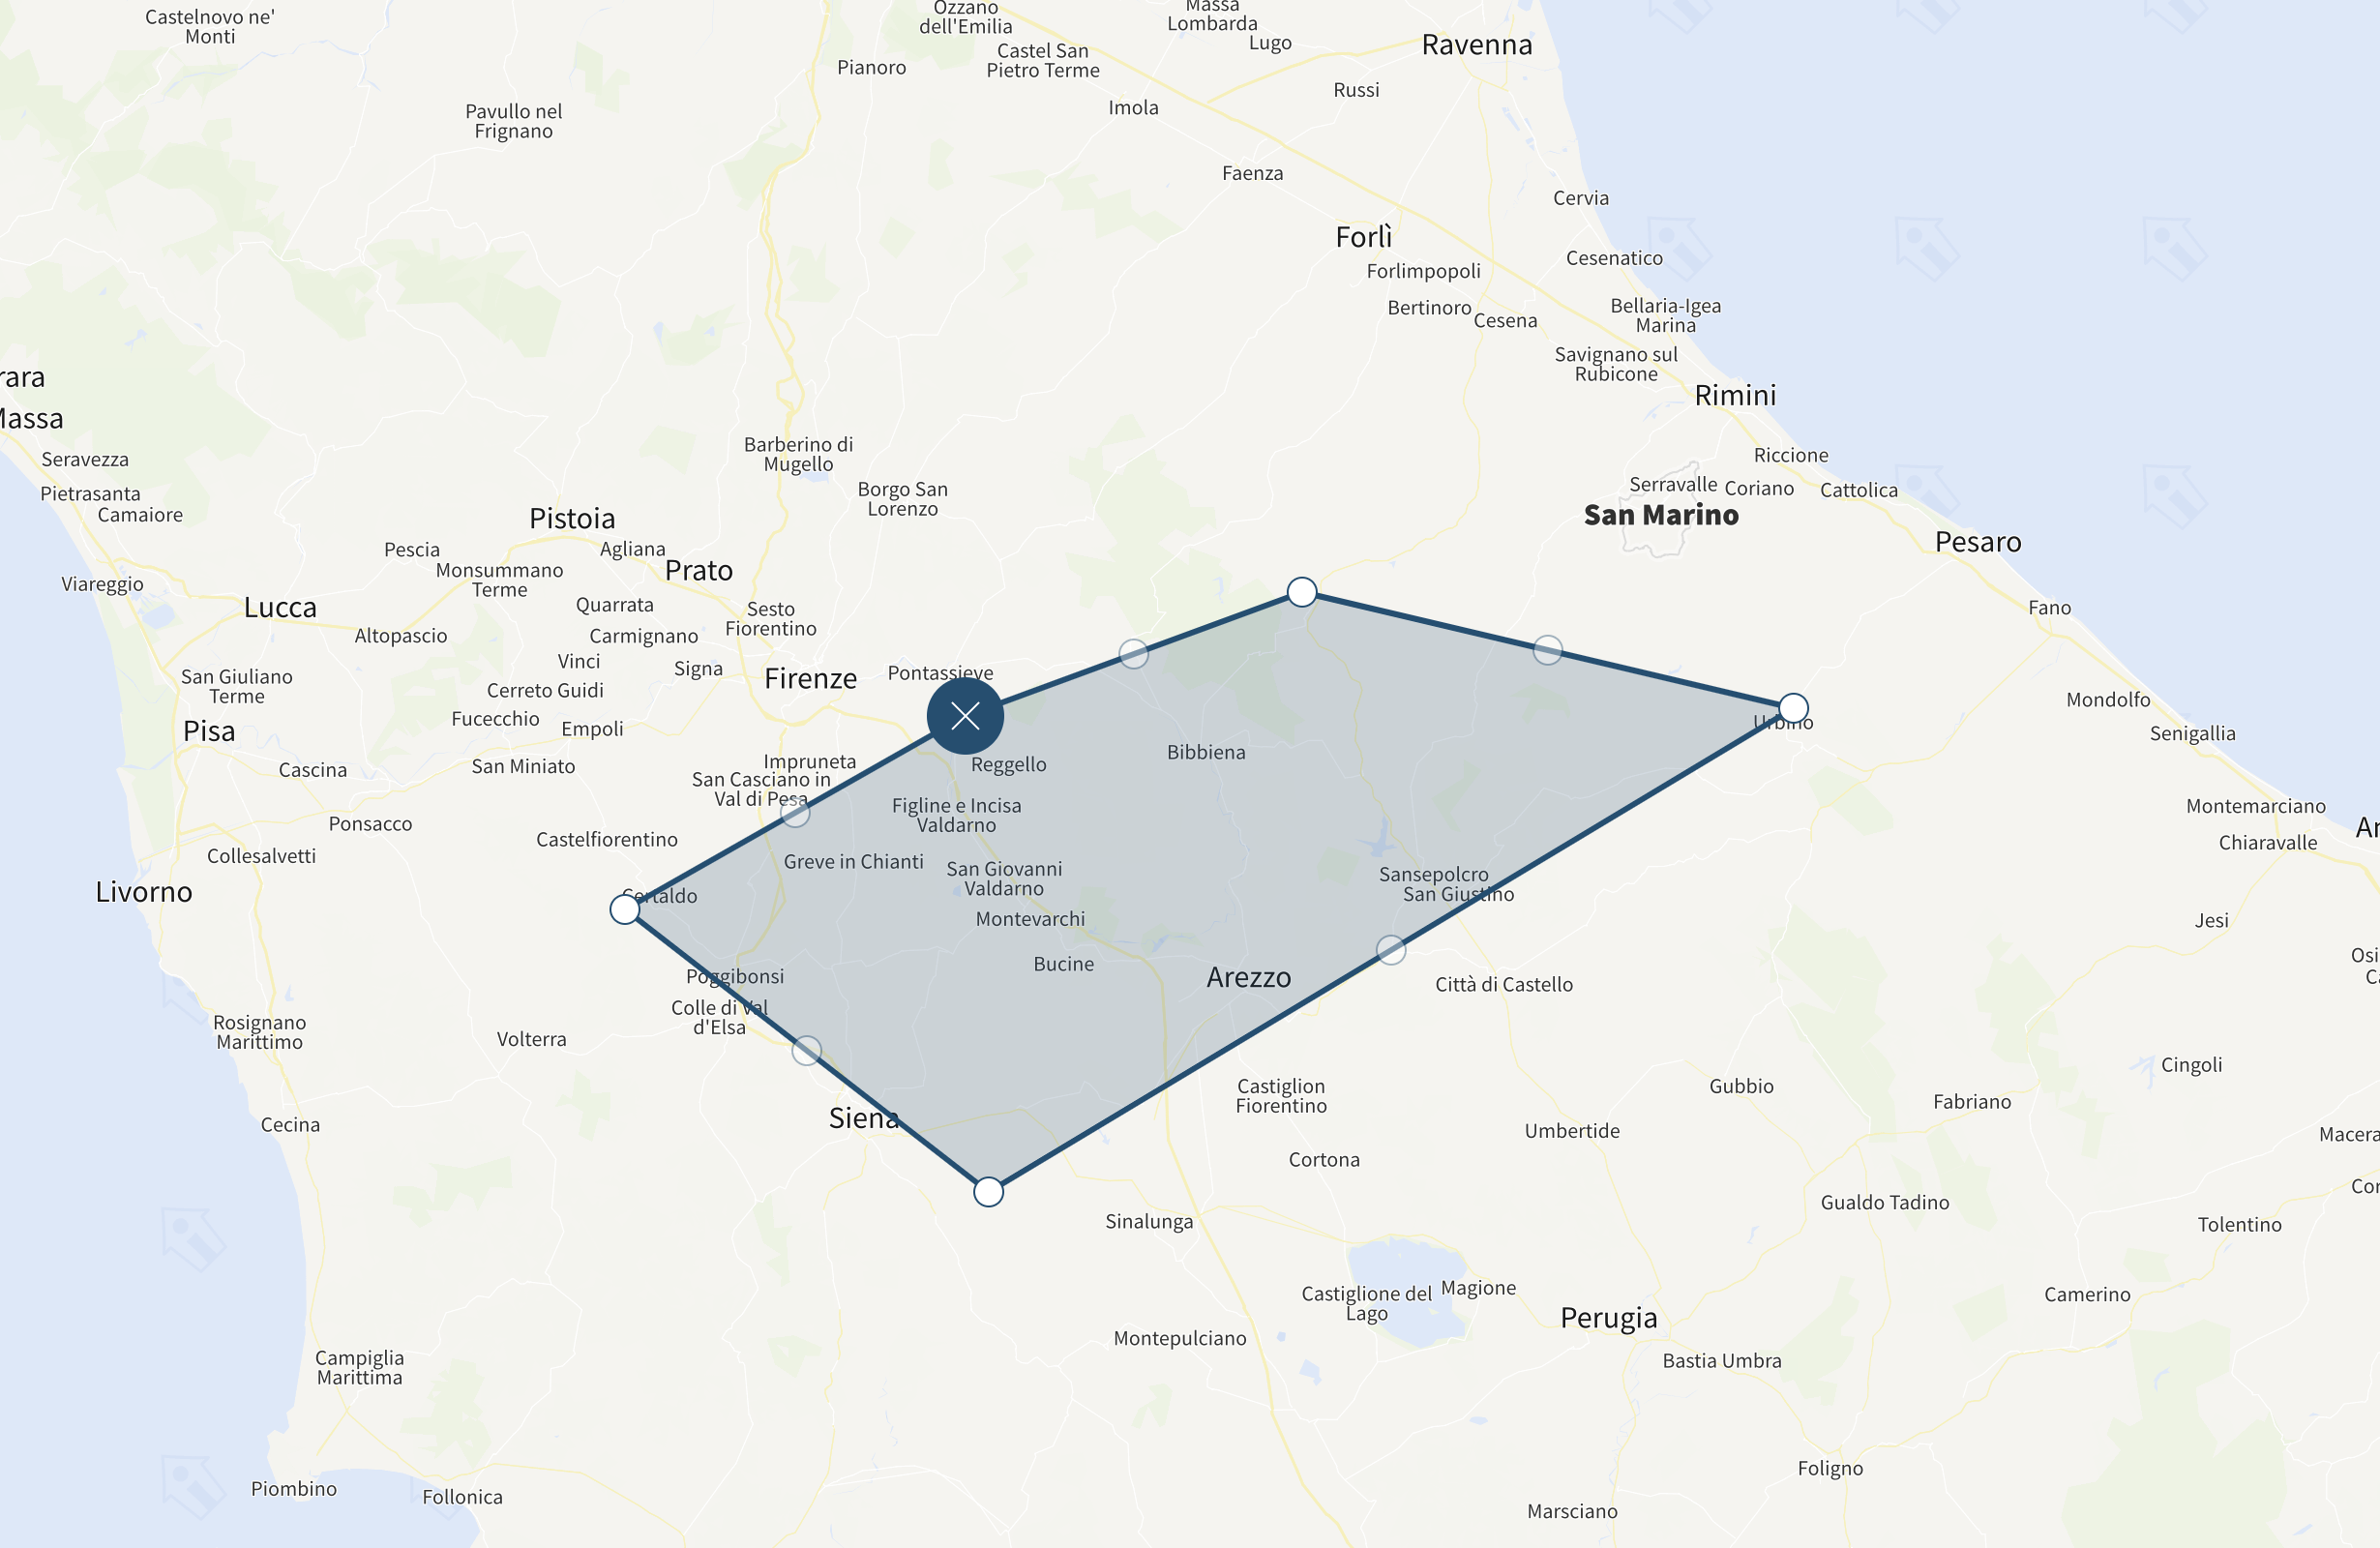 Castelnovo ne'
Monti
Ozzano
dell'Emilia
Massa
Lombarda
Lugo
Ravenna
Castel San
Pietro Terme
Pianoro
Russi
Pavullo nel
Frignano
Imola
Faenza
Cervia
Forlì
Cesenatico
Forlimpopoli
Bertinoro
Cesena
Bellaria-Igea
Marina
Savignano sul
Rubicone
rara
Rimini
Massa
Barberino di
Mugello
Seravezza
Riccione
Pietrasanta
Camaiore
Borgo San
Lorenzo
Serravalle
Coriano
Cattolica
Pistoia
San Marino
Pescia
Agliana
Pesaro
Monsummano
Terme
Prato
Viareggio
Lucca
Quarrata
Sesto
Fiorentino
Fano
Altopascio
Carmignano
Vinci
Signa
San Giuliano
Terme
Cerreto Guidi
Firenze
Pontassieve
Mondolfo
Fucecchio
Empoli
Urbino
Pisa
Senigallia
Cascina
San Miniato
Impruneta
Reggello
Bibbiena
San Casciano in
Val di Pesa
Figline e Incisa
Valdarno
Montemarciano
Ponsacco
Castelfiorentino
Chiaravalle
Ar
Collesalvetti
Greve in Chianti
San Giovanni
Valdarno
Sansepolcro
San Giustino
Livorno
Certaldo
Montevarchi
Jesi
Bucine
Poggibonsi
Arezzo
Città di Castello
Osi
Ca
Colle di Val
d'Elsa
Rosignano
Marittimo
Volterra
Cingoli
Castiglion
Fiorentino
Gubbio
Fabriano
Cecina
Siena
Umbertide
Macera
Cortona
Cor
Gualdo Tadino
Sinalunga
Tolentino
Castiglione del
Lago
Magione
Camerino
Perugia
Montepulciano
Campiglia
Marittima
Bastia Umbra
Foligno
Piombino
Follonica
Marsciano